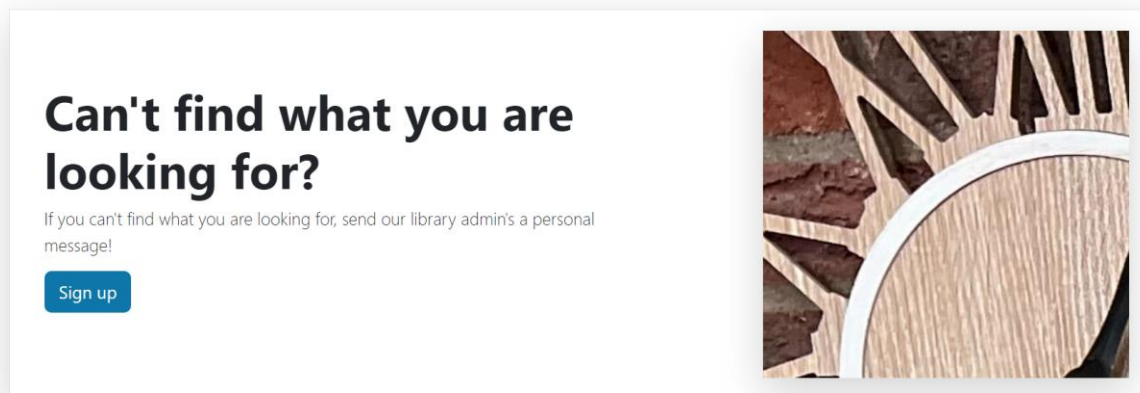 Can't find what you are
looking for?
If you can't find what you are looking for, send our library admin's a personal
message!
Sign up